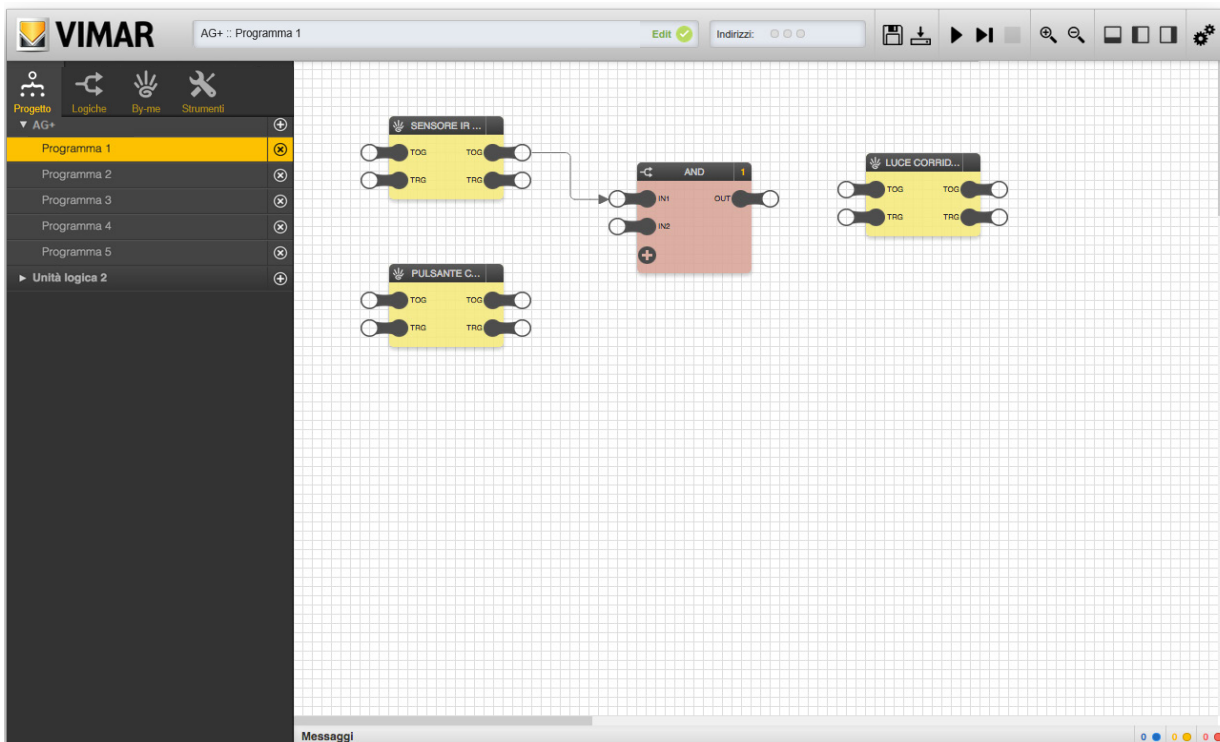 VIMAR
AG+ :: Programma 1
Edit
Indirizzi:
Progetto
Logiche
By-me
Strumenti
AG+
Programma 1
Programma 2
Programma 3
Programma 4
Programma 5
Unità logica 2
SENSORE IR ...
TOG TOG
TRG TRG
PULSANTE C...
TOG TOG
TRG TRG
AND 1
IN1 OUT
IN2
LUCE CORRID...
TOG TOG
TRG TRG
Messaggi
0 0 0